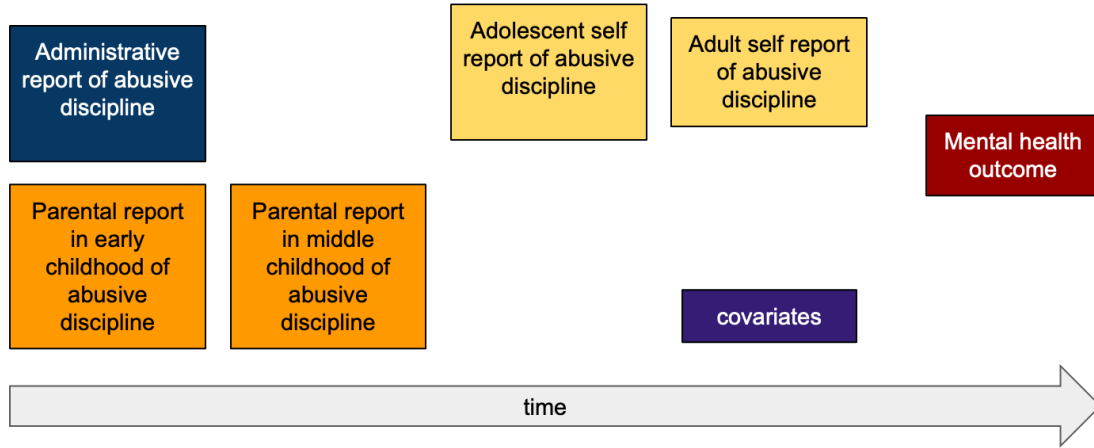 Administrative
report of abusive
discipline
Adolescent self
report of abusive
discipline
Adult self report
of abusive
discipline
Mental health
outcome
Parental report
in early
childhood of
abusive
discipline
Parental report
in middle
childhood of
abusive
discipline
covariates
time